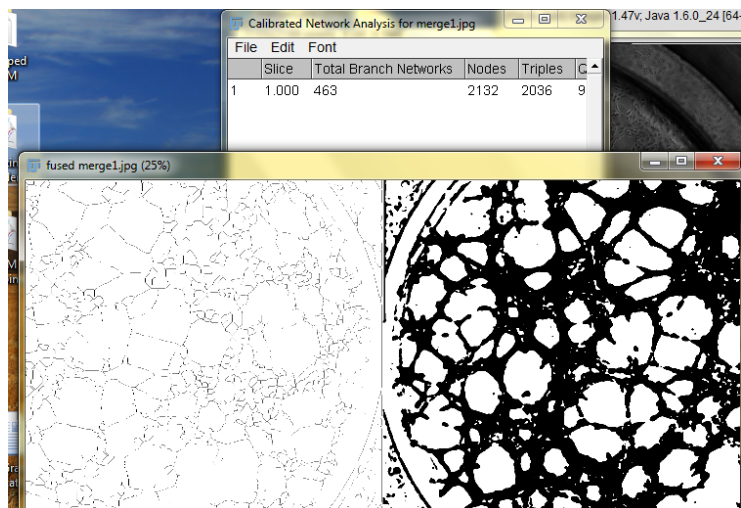 Calibrated Network Analysis for merge1.jpg
1.47v; Java 1.6.0_24 [64-
File Edit Font
Slice Total Branch Networks Nodes Triples
1 1.000 463 2132 2036 9
fused merge1.jpg (25%)